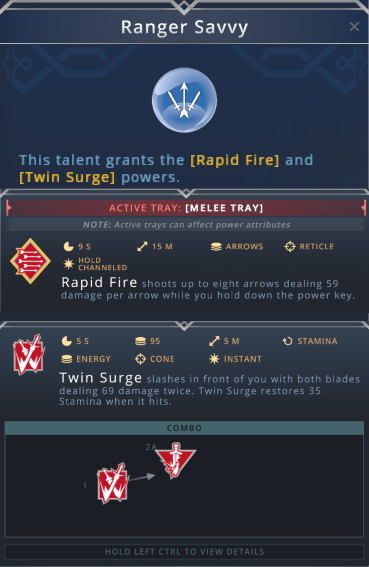 Ranger Savvy
This talent grants the [Rapid Fire] and
[Twin Surge] powers.
ACTIVE TRAY: [MELEE TRAY]
NOTE: Active trays can affect power attributes
9 S 15 M ARROWS RETICLE
HOLD
CHANNELED
Rapid Fire shoots up to eight arrows dealing 59
damage per arrow while you hold down the power key.
5 S 95 5 M STAMINA
ENERGY CONE INSTANT
Twin Surge slashes in front of you with both blades
dealing 69 damage twice. Twin Surge restores 35
Stamina when it hits.
COMBO
2A
1
HOLD LEFT CTRL TO VIEW DETAILS